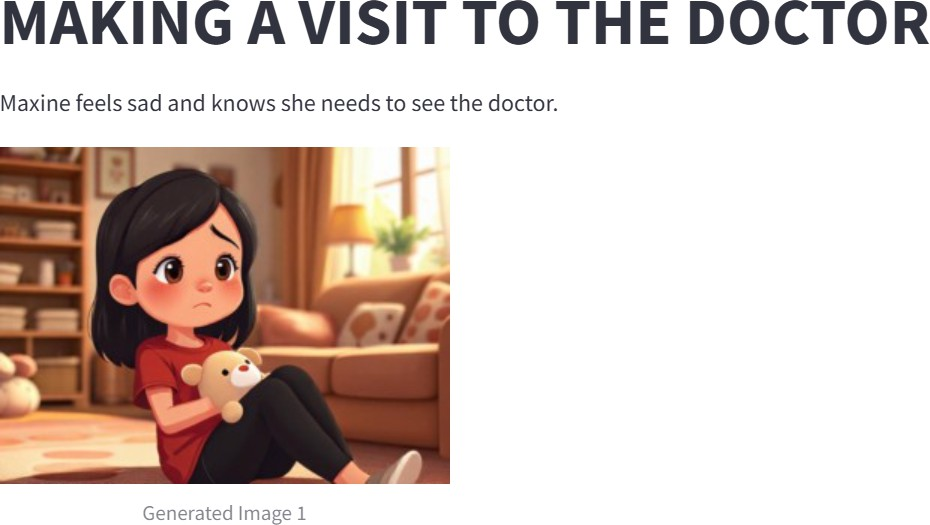 MAKING A VISIT TO THE DOCTOR
Maxine feels sad and knows she needs to see the doctor.
Generated Image 1